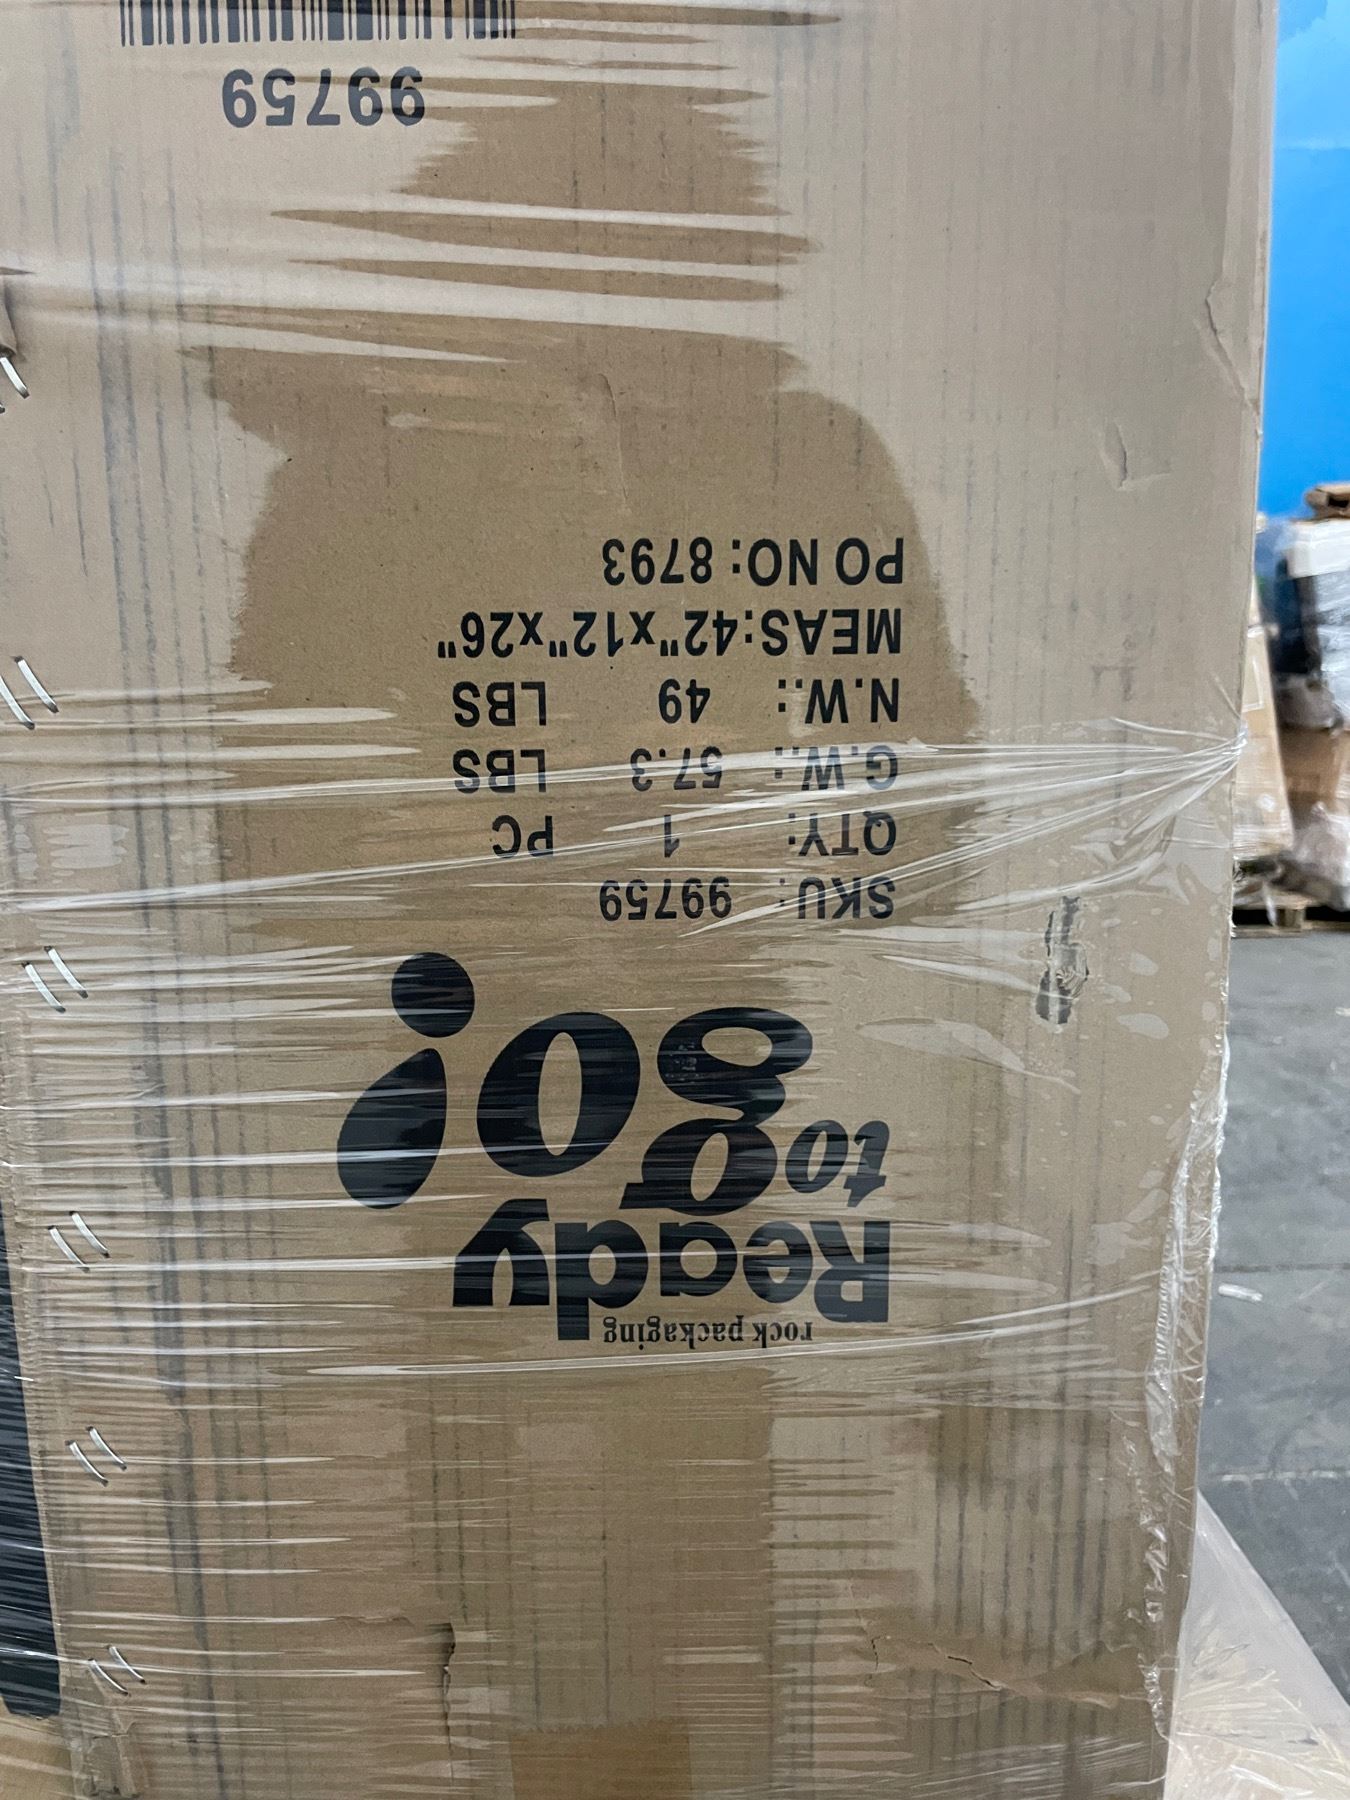 rock packaging
Ready
to go!
SKU: 99759
QTY: 1 PC
G.W.: 57.3 LBS
N.W.: 49 LBS
MEAS:42"x12"x26"
PO NO: 8793
99759